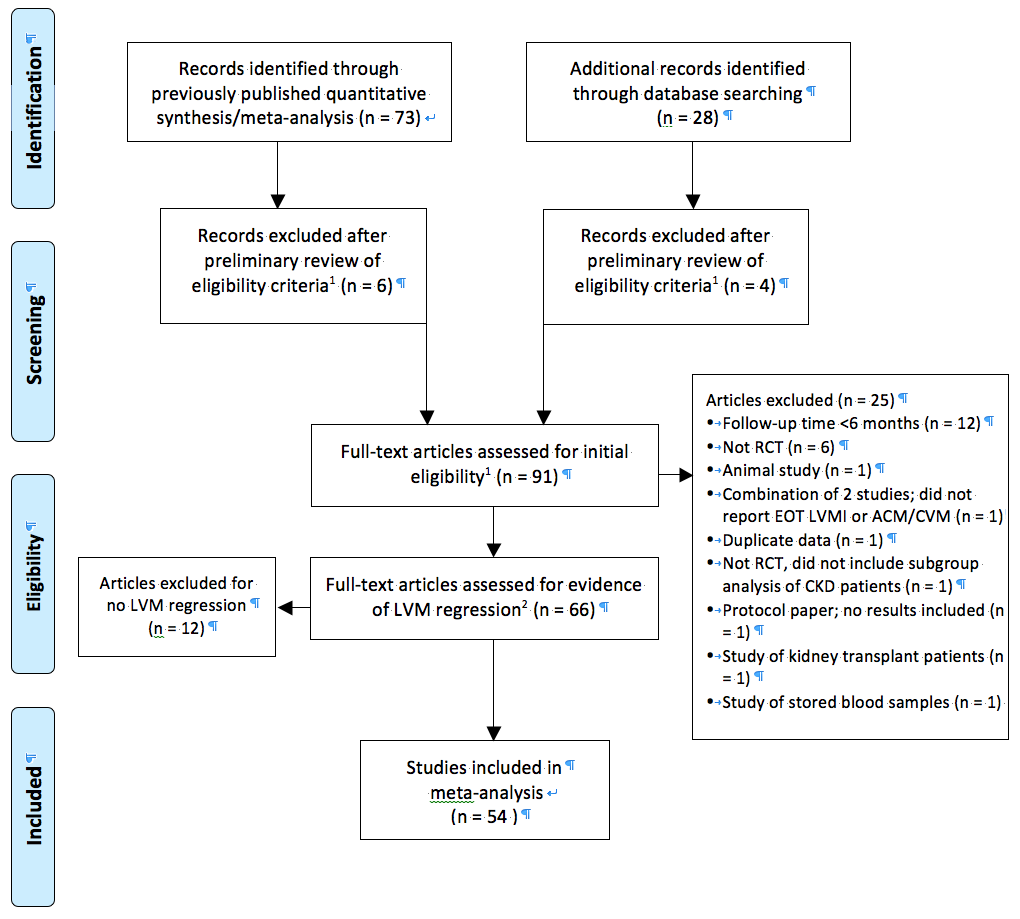 Identification
Records identified through
previously published quantitative
synthesis/meta-analysis (n = 73)
Additional records identified
through database searching
(n = 28)
Screening
Records excluded after
preliminary review of
eligibility criteria1 (n = 6)
Records excluded after
preliminary review of
eligibility criteria1 (n = 4)
Full-text articles assessed for initial
eligibility1 (n = 91)
Articles excluded (n = 25)
• Follow-up time <6 months (n = 12)
• Not RCT (n = 6)
• Animal study (n = 1)
• Combination of 2 studies; did not
report EOT LVMI or ACM/CVM (n = 1)
• Duplicate data (n = 1)
• Not RCT, did not include subgroup
analysis of CKD patients (n = 1)
• Protocol paper; no results included (n
= 1)
• Study of kidney transplant patients (n
= 1)
• Study of stored blood samples (n = 1)
Eligibility
Full-text articles assessed for evidence
of LVM regression2 (n = 66)
Articles excluded for
no LVM regression
(n = 12)
Included
Studies included in
meta-analysis
(n = 54 )